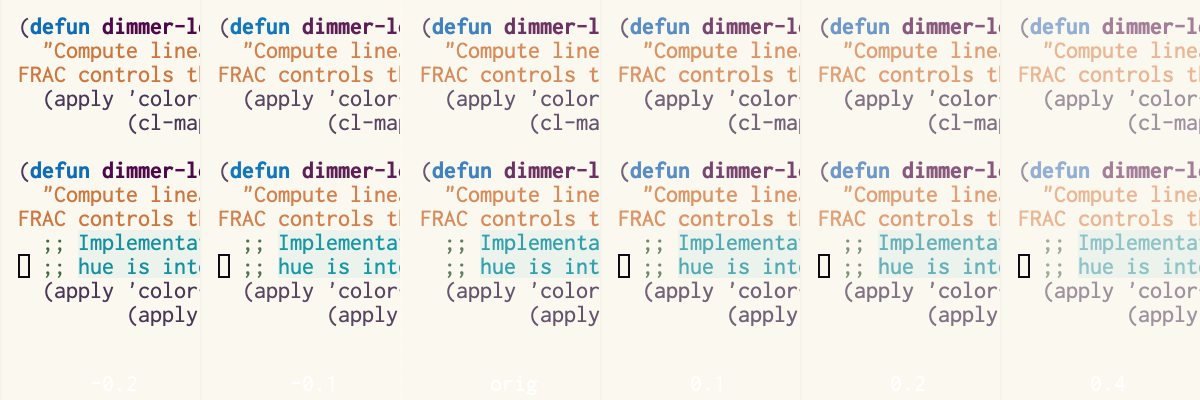 (defun dimmer-le
"Compute linea
FRAC controls th
(apply 'color-
(cl-map
(defun dimmer-le
"Compute linea
FRAC controls th
;; Implementat
;; hue is inte
(apply 'color-
(apply
-0.2
(defun dimmer-le
"Compute linea
FRAC controls th
(apply 'color-
(cl-map
(defun dimmer-le
"Compute linea
FRAC controls th
;; Implementat
;; hue is inte
(apply 'color-
(apply
-0.1
(defun dimmer-l
"Compute line
FRAC controls t
(apply 'color
(cl-ma
(defun dimmer-l
"Compute line
FRAC controls t
;; Implementa
;; hue is int
(apply 'color
(apply
orig
(defun dimmer-le
"Compute linea
FRAC controls th
(apply 'color-
(cl-map
(defun dimmer-le
"Compute linea
FRAC controls th
;; Implementat
;; hue is inte
(apply 'color-
(apply
0.1
(defun dimmer-le
"Compute linea
FRAC controls th
(apply 'color-
(cl-map
(defun dimmer-le
"Compute linea
FRAC controls th
;; Implementat
;; hue is inte
(apply 'color-
(apply
0.2
(defun dimmer-le
"Compute linea
FRAC controls th
(apply 'color-
(cl-map
(defun dimmer-le
"Compute linea
FRAC controls th
;; Implementat
;; hue is inte
(apply 'color-
(apply
0.4